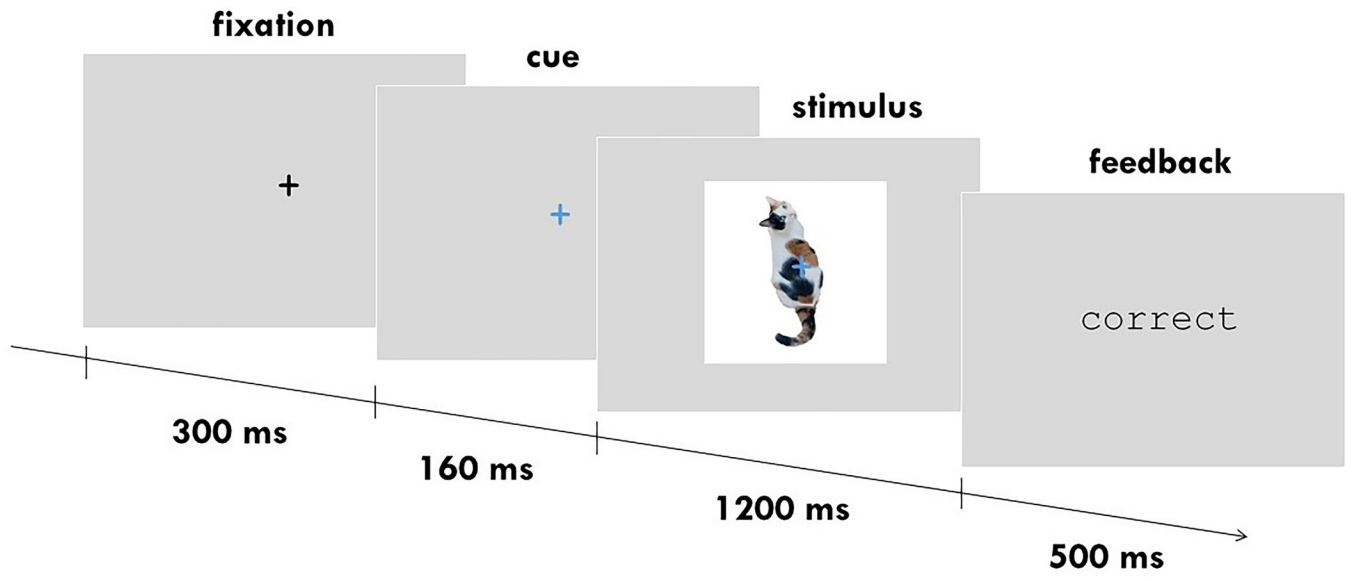 fixation
cue
stimulus
feedback
correct
300 ms
160 ms
1200 ms
500 ms